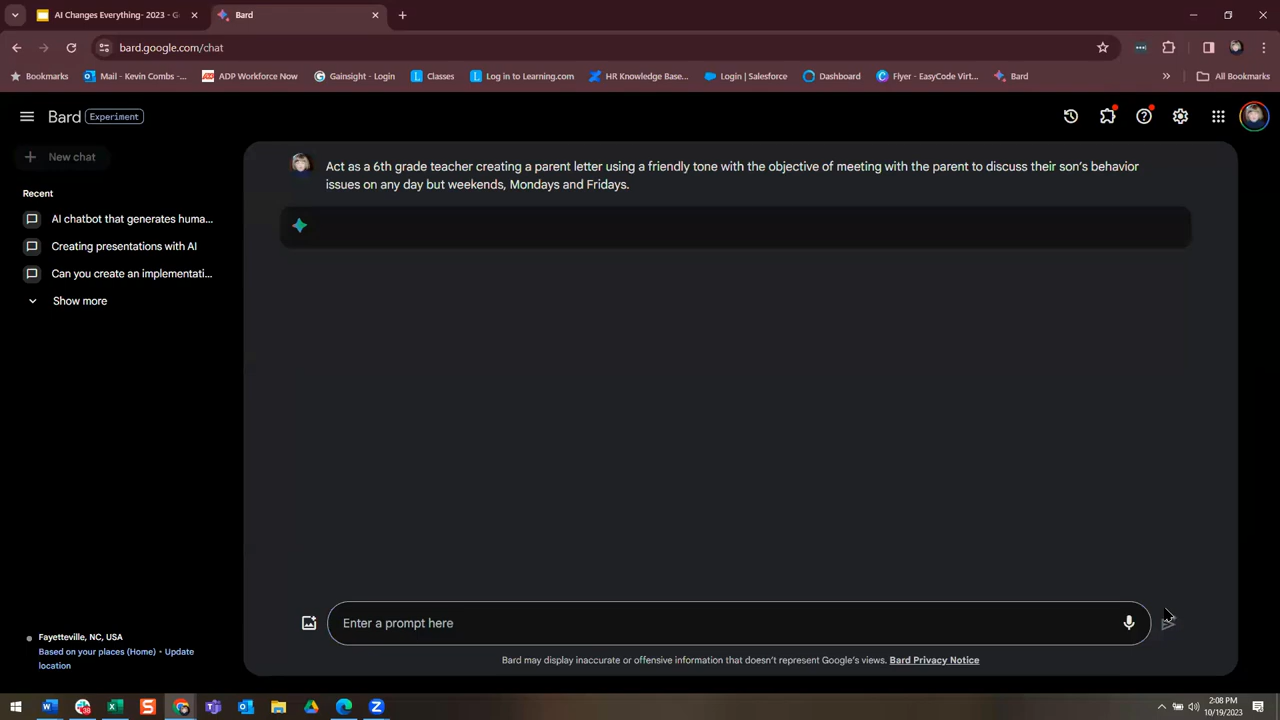 AI Changes Everything- 2023 - G
Bard
bard.google.com/chat
Bookmarks
Mail - Kevin Combs -...
ADP Workforce Now
Gainsight - Login
Classes
Log in to Learning.com
HR Knowledge Base...
Login | Salesforce
Dashboard
Flyer - EasyCode Virt...
Bard
All Bookmarks
Bard
Experiment
New chat
Recent
AI chatbot that generates huma...
Creating presentations with AI
Can you create an implementati...
Show more
Act as a 6th grade teacher creating a parent letter using a friendly tone with the objective of meeting with the parent to discuss their son's behavior
issues on any day but weekends, Mondays and Fridays.
Enter a prompt here
Bard may display inaccurate or offensive information that doesn't represent Google's views. Bard Privacy Notice
Fayetteville, NC, USA
Based on your places (Home) • Update
location
2:08 PM
10/19/2023